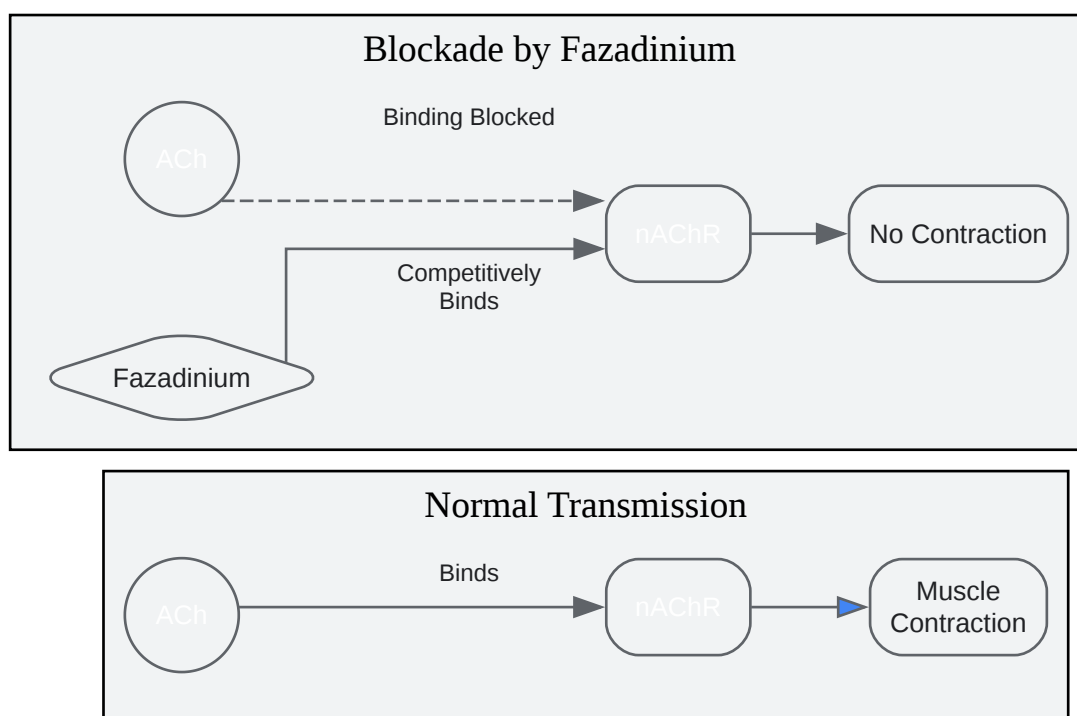 Blockade by Fazadinium
Binding Blocked
ACh
nAChR
No Contraction
Competitively
Binds
Fazadinium
Normal Transmission
Binds
ACh
nAChR
Muscle
Contraction